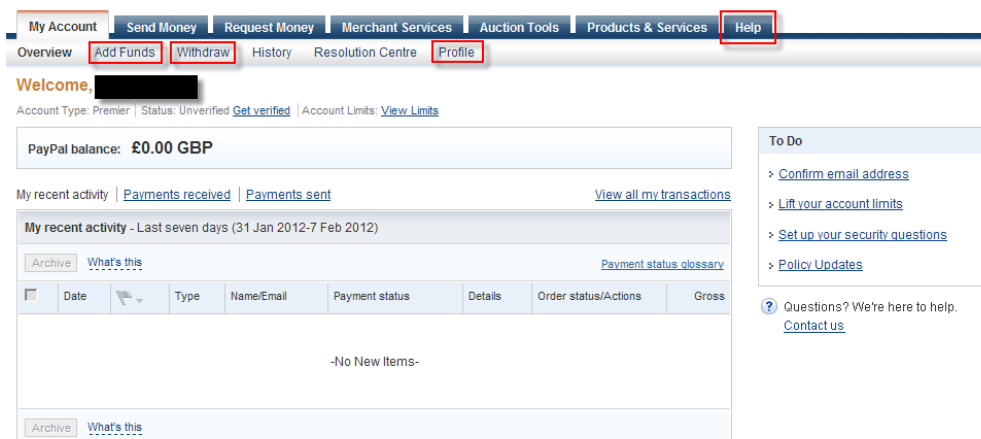 My Account Send Money Request Money Merchant Services Auction Tools Products & Services Help
Overview Add Funds Withdraw History Resolution Centre Profile
Welcome,
Account Type: Premier | Status: Unverified Get verified | Account Limits: View Limits
PayPal balance: £0.00 GBP
My recent activity | Payments received | Payments sent View all my transactions
My recent activity - Last seven days (31 Jan 2012-7 Feb 2012)
Archive What's this Payment status glossary
Date Type Name/Email Payment status Details Order status/Actions Gross
-No New Items-
Archive What's this
To Do
Confirm email address
Lift your account limits
Set up your security questions
Policy Updates
? Questions? We're here to help.
Contact us